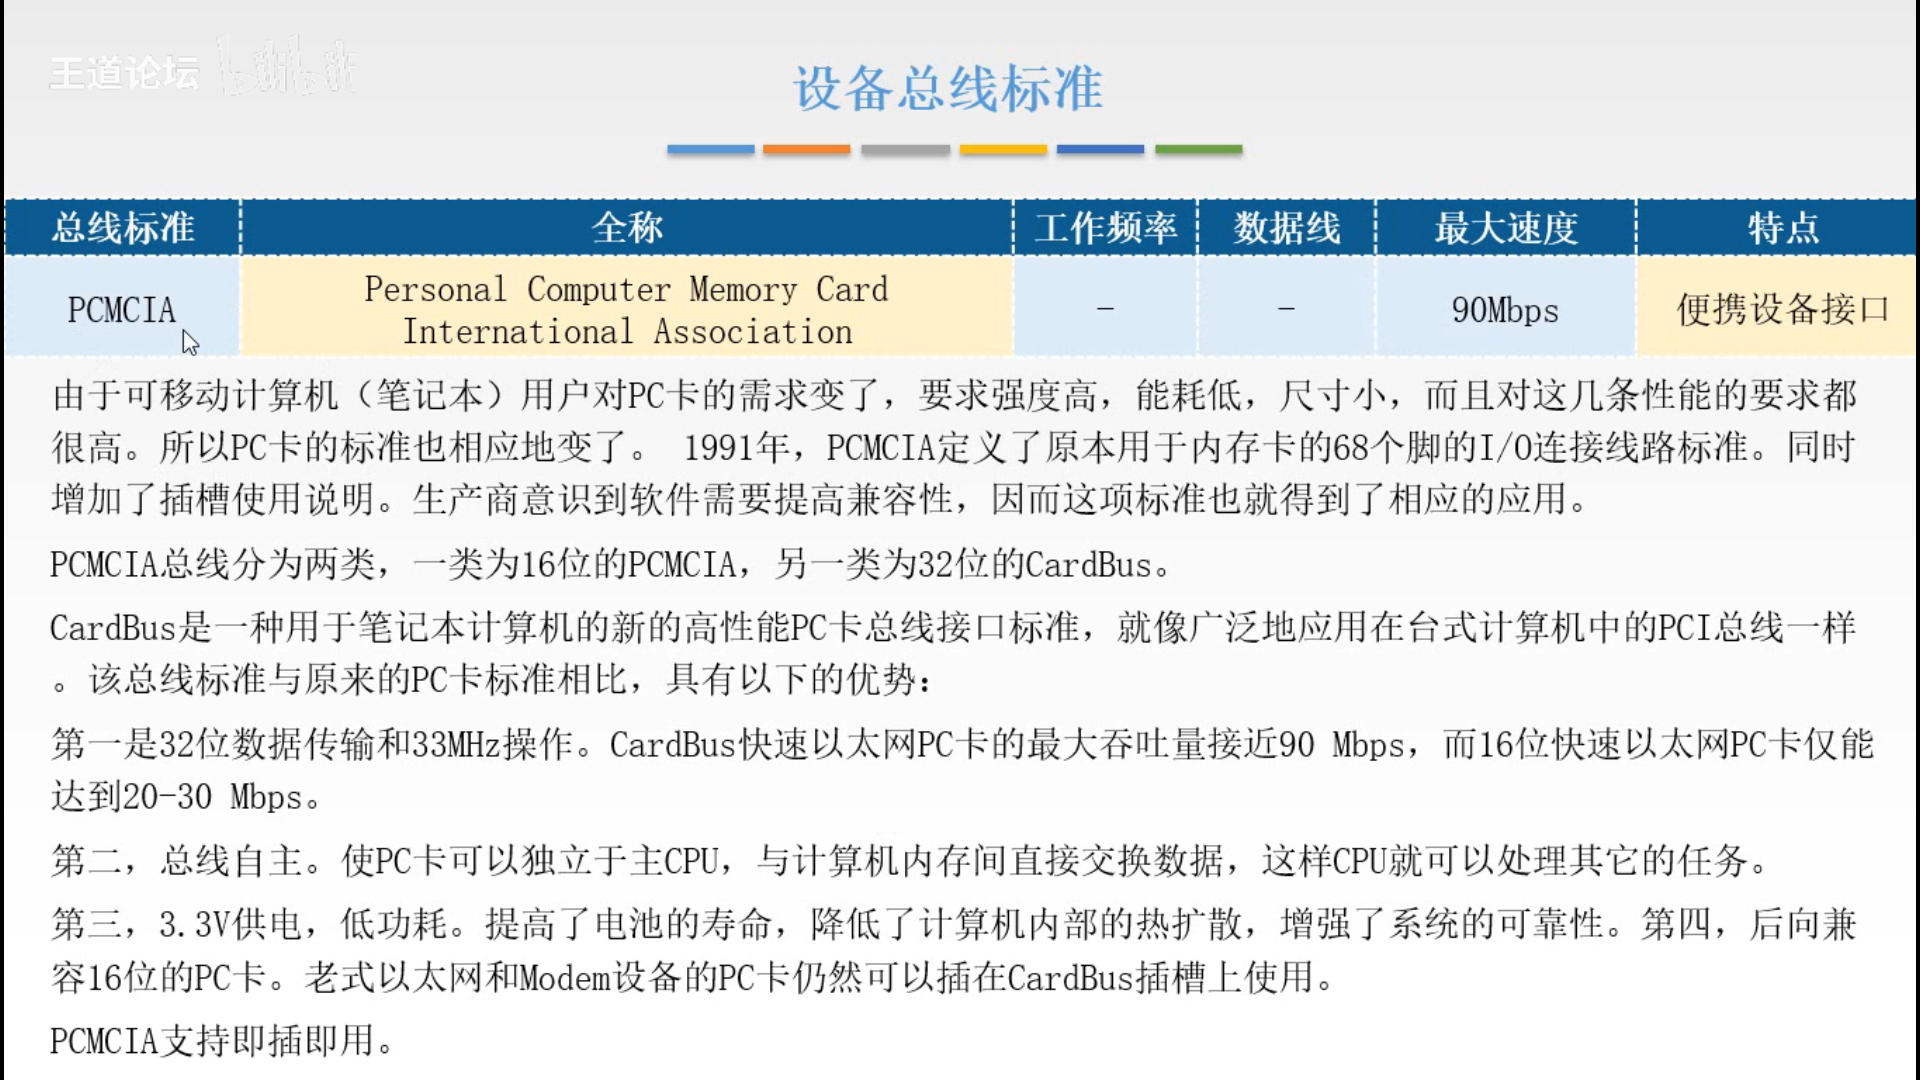 王道论坛 bilibili
设备总线标准
总线标准 全称 工作频率 数据线 最大速度 特点
PCMCIA Personal Computer Memory Card International Association - - 90Mbps 便携设备接口
由于可移动计算机（笔记本）用户对PC卡的需求变了，要求强度高，能耗低，尺寸小，而且对这几条性能的要求都
很高。所以PC卡的标准也相应地变了。 1991年，PCMCIA定义了原本用于内存卡的68个脚的I/O连接线路标准。同时
增加了插槽使用说明。生产商意识到软件需要提高兼容性，因而这项标准也就得到了相应的应用。
PCMCIA总线分为两类，一类为16位的PCMCIA，另一类为32位的CardBus。
CardBus是一种用于笔记本计算机的新的高性能PC卡总线接口标准，就像广泛地应用在台式计算机中的PCI总线一样
。该总线标准与原来的PC卡标准相比，具有以下的优势：
第一是32位数据传输和33MHz操作。CardBus快速以太网PC卡的最大吞吐量接近90 Mbps，而16位快速以太网PC卡仅能
达到20-30 Mbps。
第二，总线自主。使PC卡可以独立于主CPU，与计算机内存间直接交换数据，这样CPU就可以处理其它的任务。
第三，3.3V供电，低功耗。提高了电池的寿命，降低了计算机内部的热扩散，增强了系统的可靠性。第四，后向兼
容16位的PC卡。老式以太网和Modem设备的PC卡仍然可以插在CardBus插槽上使用。
PCMCIA支持即插即用。